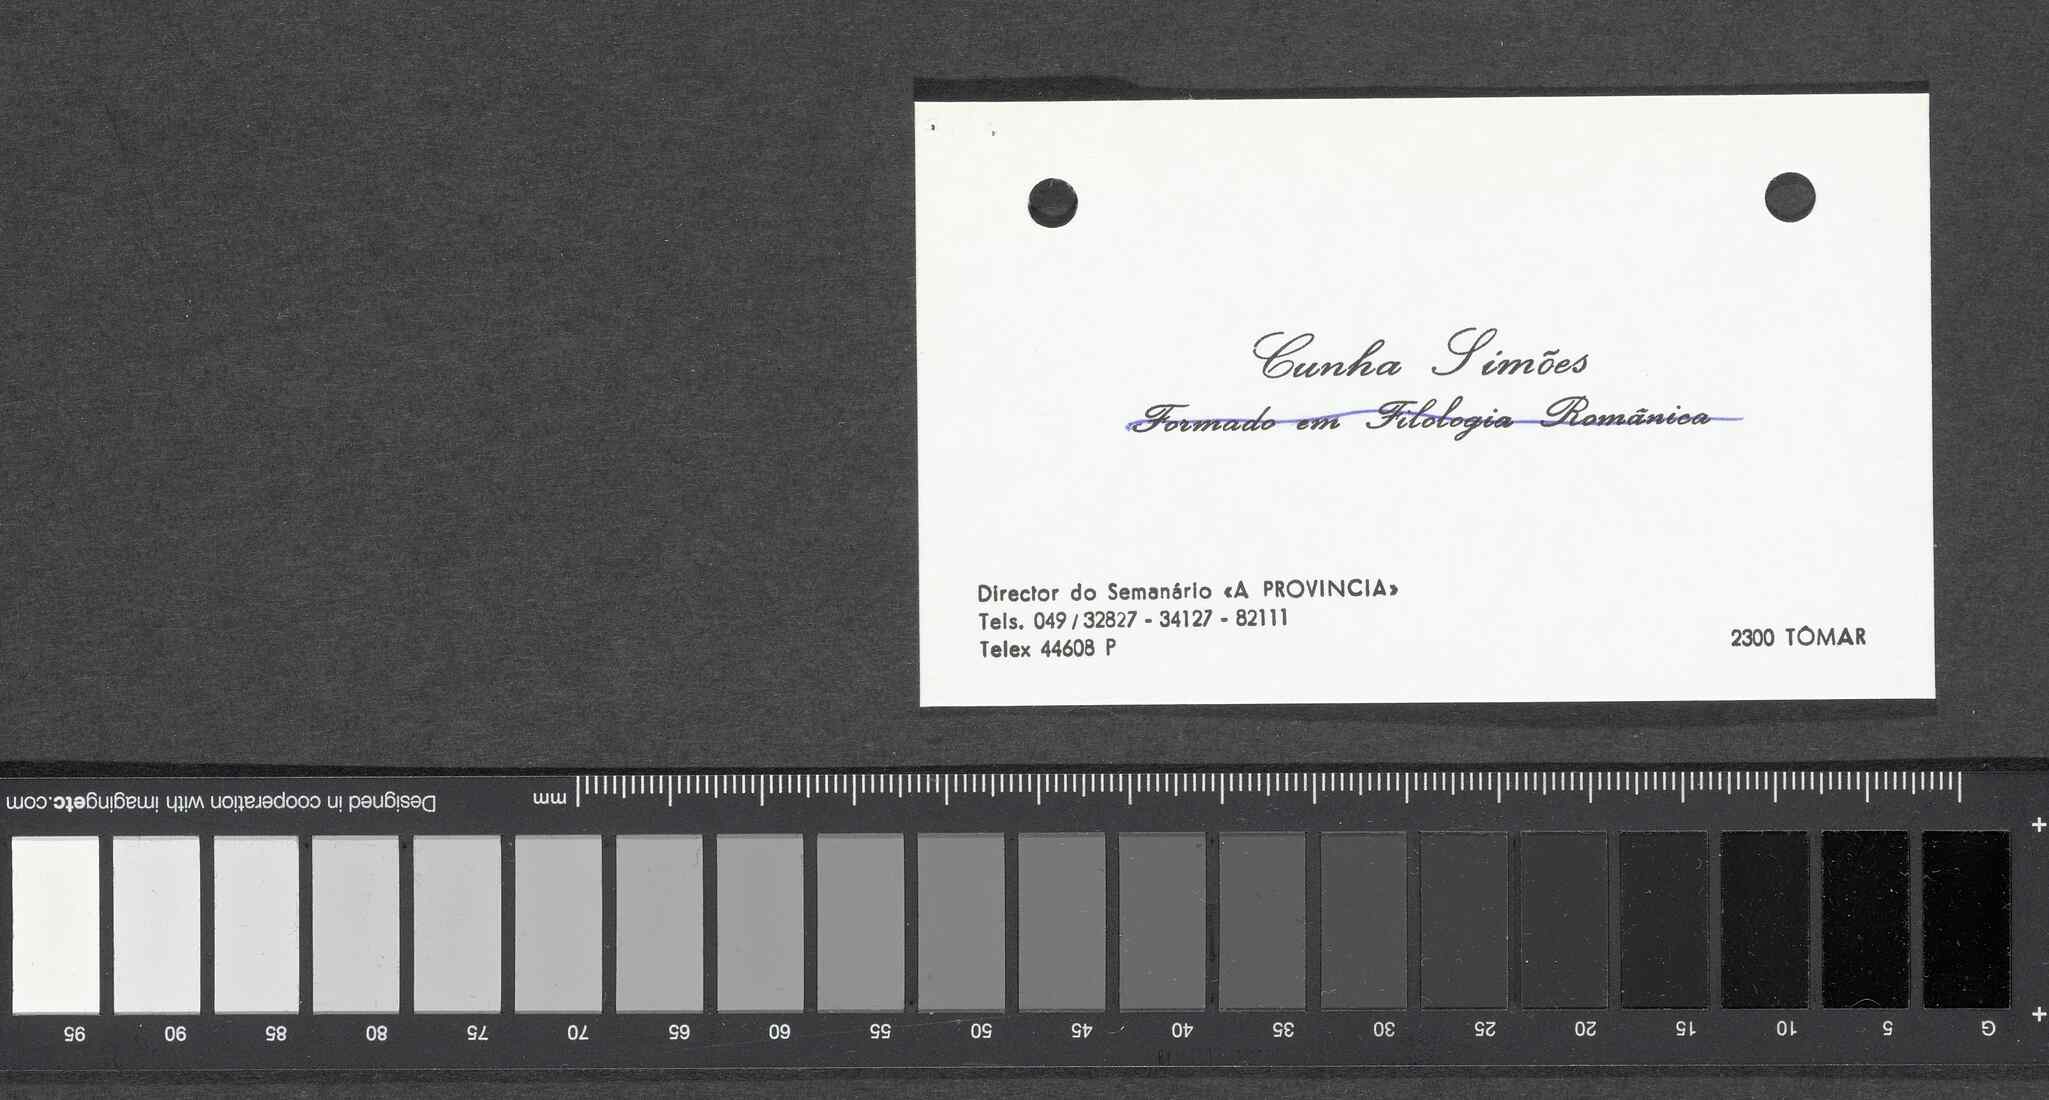 Cunha Simões
Formado em Filologia Românica
Director do Semanário «A PROVINCIA»
Tels. 049 / 32827 - 34127 - 82111
Telex 44608 P
2300 TÔMAR
Designed in cooperation with imagingetc.com
mm
95 90 85 80 75 70 65 60 55 50 45 40 35 30 25 20 15 10 5 G